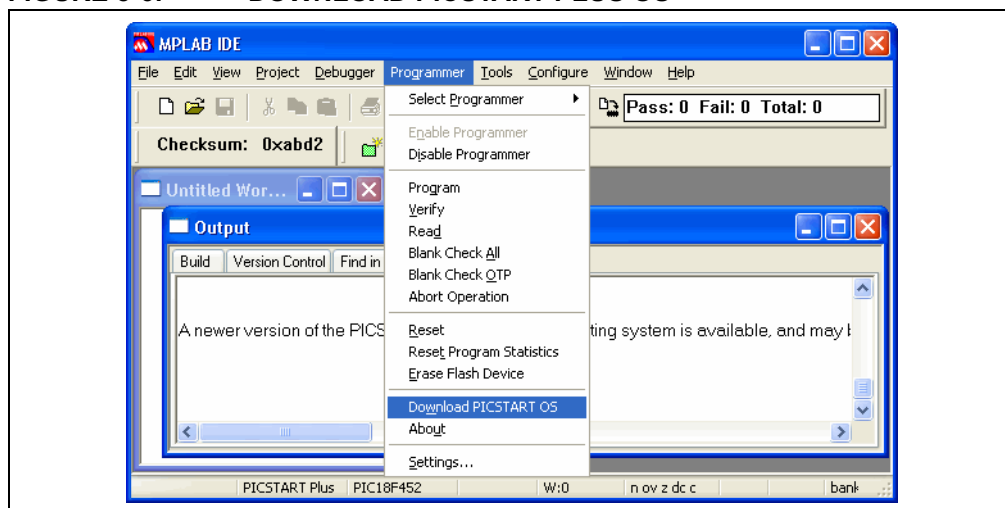 MPLAB IDE
File Edit View Project Debugger Programmer Tools Configure Window Help
Select Programmer
Pass: 0 Fail: 0 Total: 0
Checksum: 0xabd2
Enable Programmer
Disable Programmer
Untitled Wor...
Program
Verify
Read
Blank Check All
Blank Check OTP
Abort Operation
Output
Build Version Control Find in
A newer version of the PICS
ting system is available, and may
Reset
Reset Program Statistics
Erase Flash Device
Download PICSTART OS
About
Settings...
PICSTART Plus PIC18F452 W:0 n ov z dc c bank